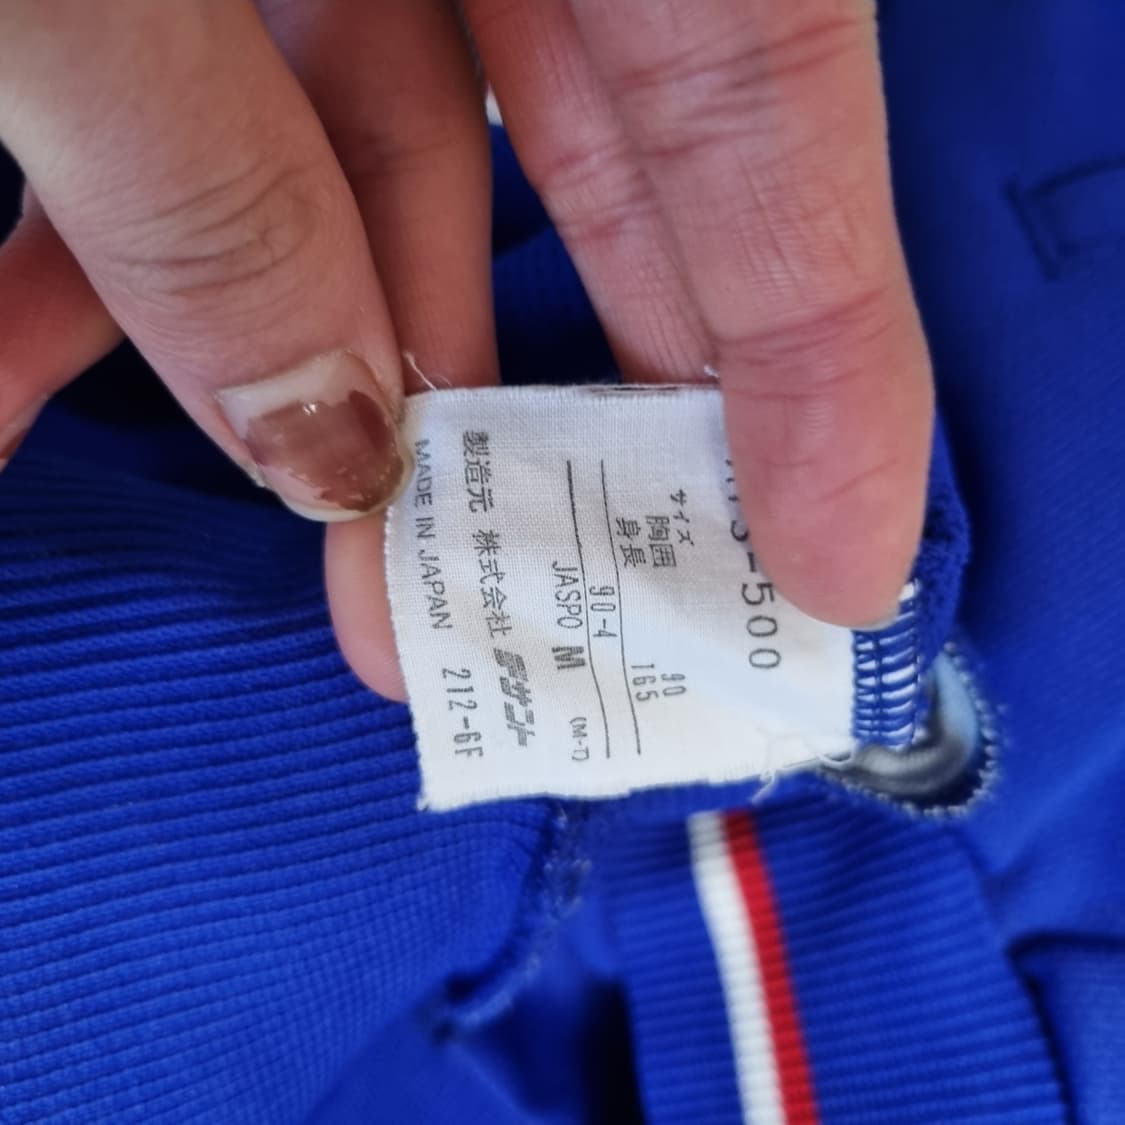 -500
サイズ
胸囲 90
身長 165
90-4
JASPO M (M-T)
製造元 株式会社 デサント
MADE IN JAPAN 212-6F